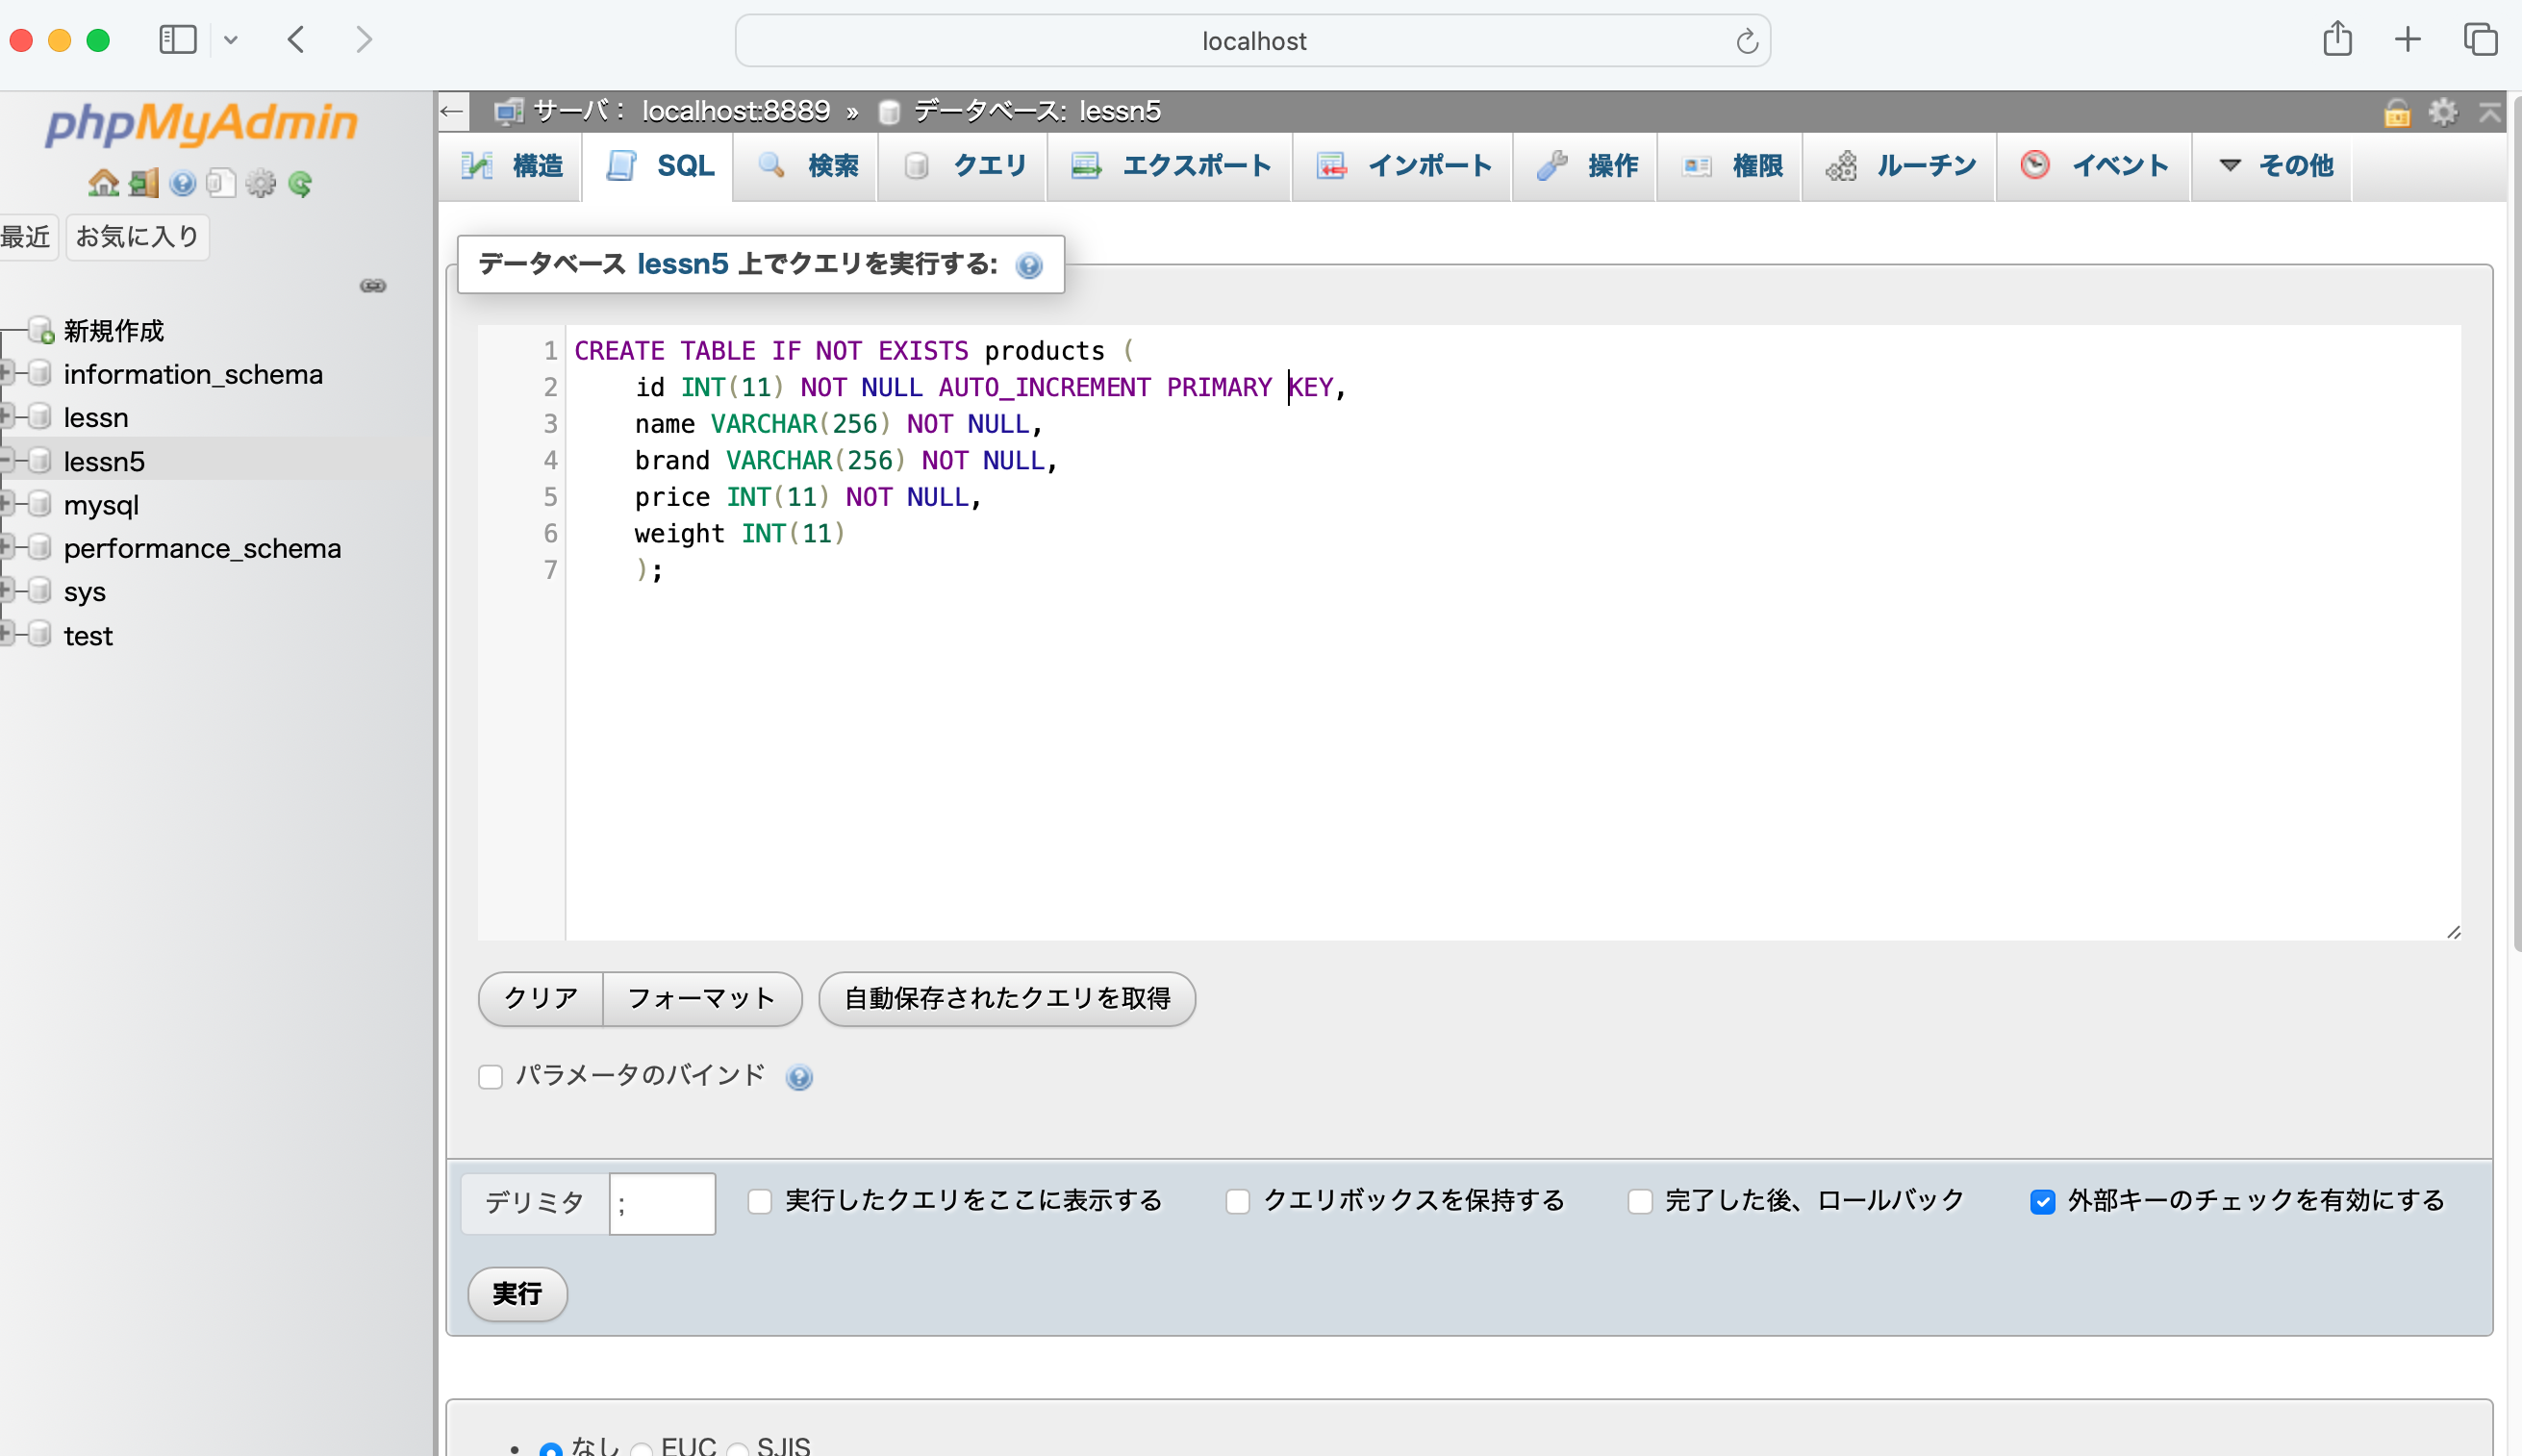 localhost
phpMyAdmin
最近 お気に入り
新規作成
information_schema
lessn
lessn5
mysql
performance_schema
sys
test
← サーバ: localhost:8889 » データベース: lessn5
構造 SQL 検索 クエリ エクスポート インポート 操作 権限 ルーチン イベント その他
データベース lessn5 上でクエリを実行する:
1 CREATE TABLE IF NOT EXISTS products (
2 id INT(11) NOT NULL AUTO_INCREMENT PRIMARY KEY,
3 name VARCHAR(256) NOT NULL,
4 brand VARCHAR(256) NOT NULL,
5 price INT(11) NOT NULL,
6 weight INT(11)
7 );
クリア フォーマット 自動保存されたクエリを取得
パラメータのバインド
デリミタ ; 実行したクエリをここに表示する クエリボックスを保持する 完了した後、ロールバック 外部キーのチェックを有効にする
実行
• なし EUC SJIS